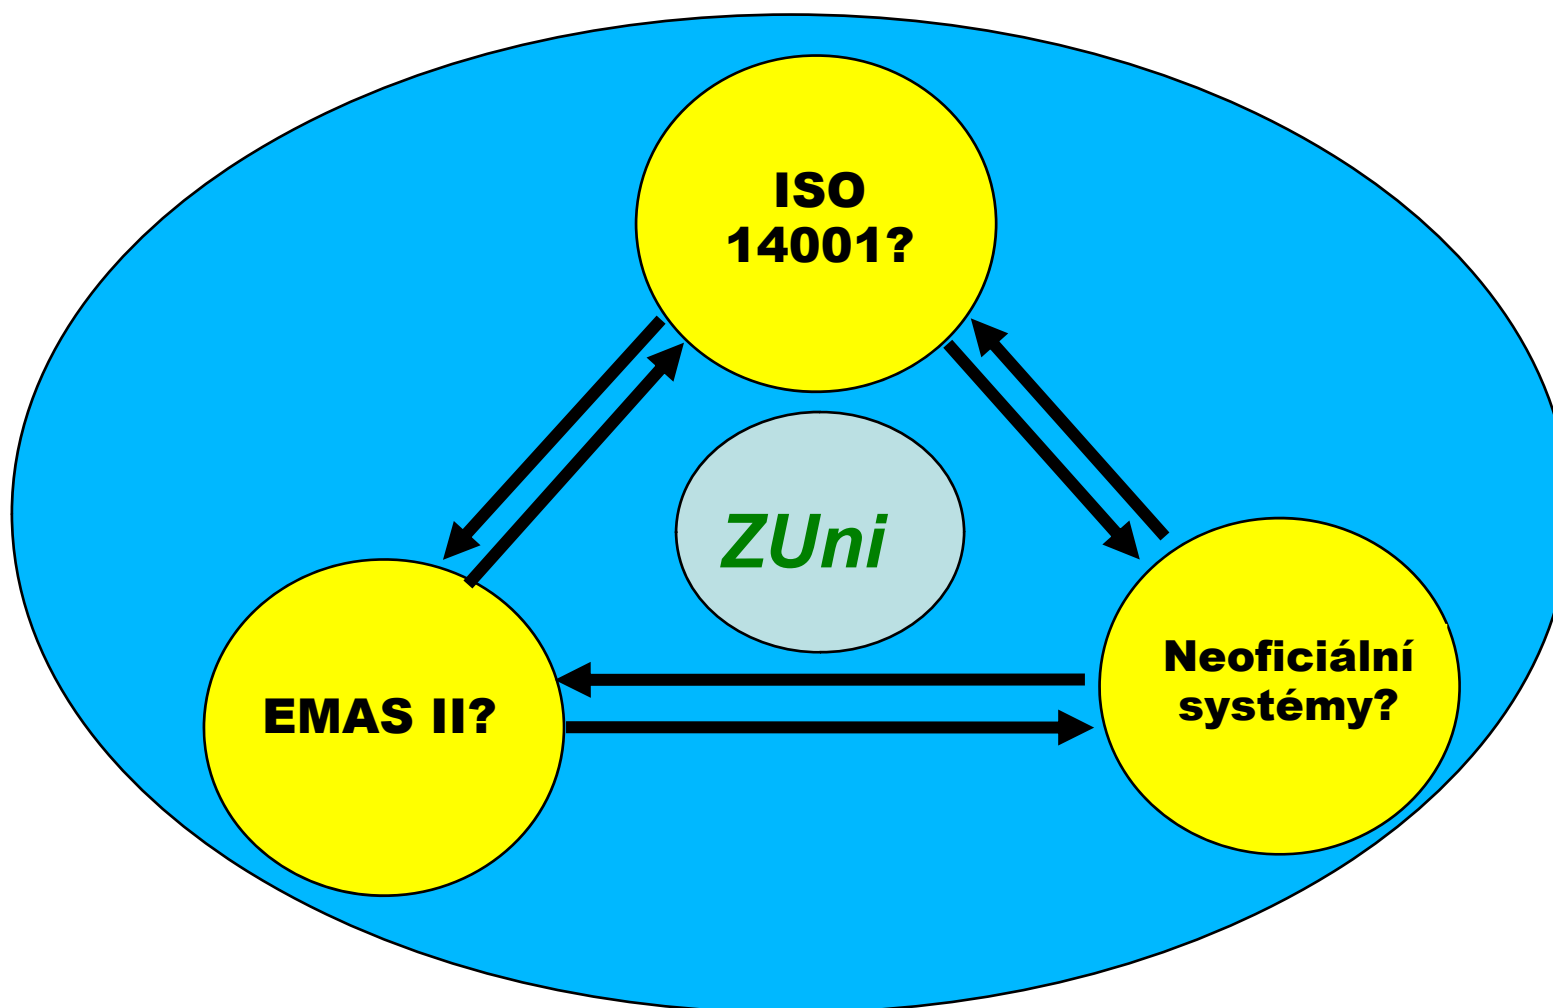 ISO
14001?
ZUni
EMAS II?
Neoficiální
systémy?